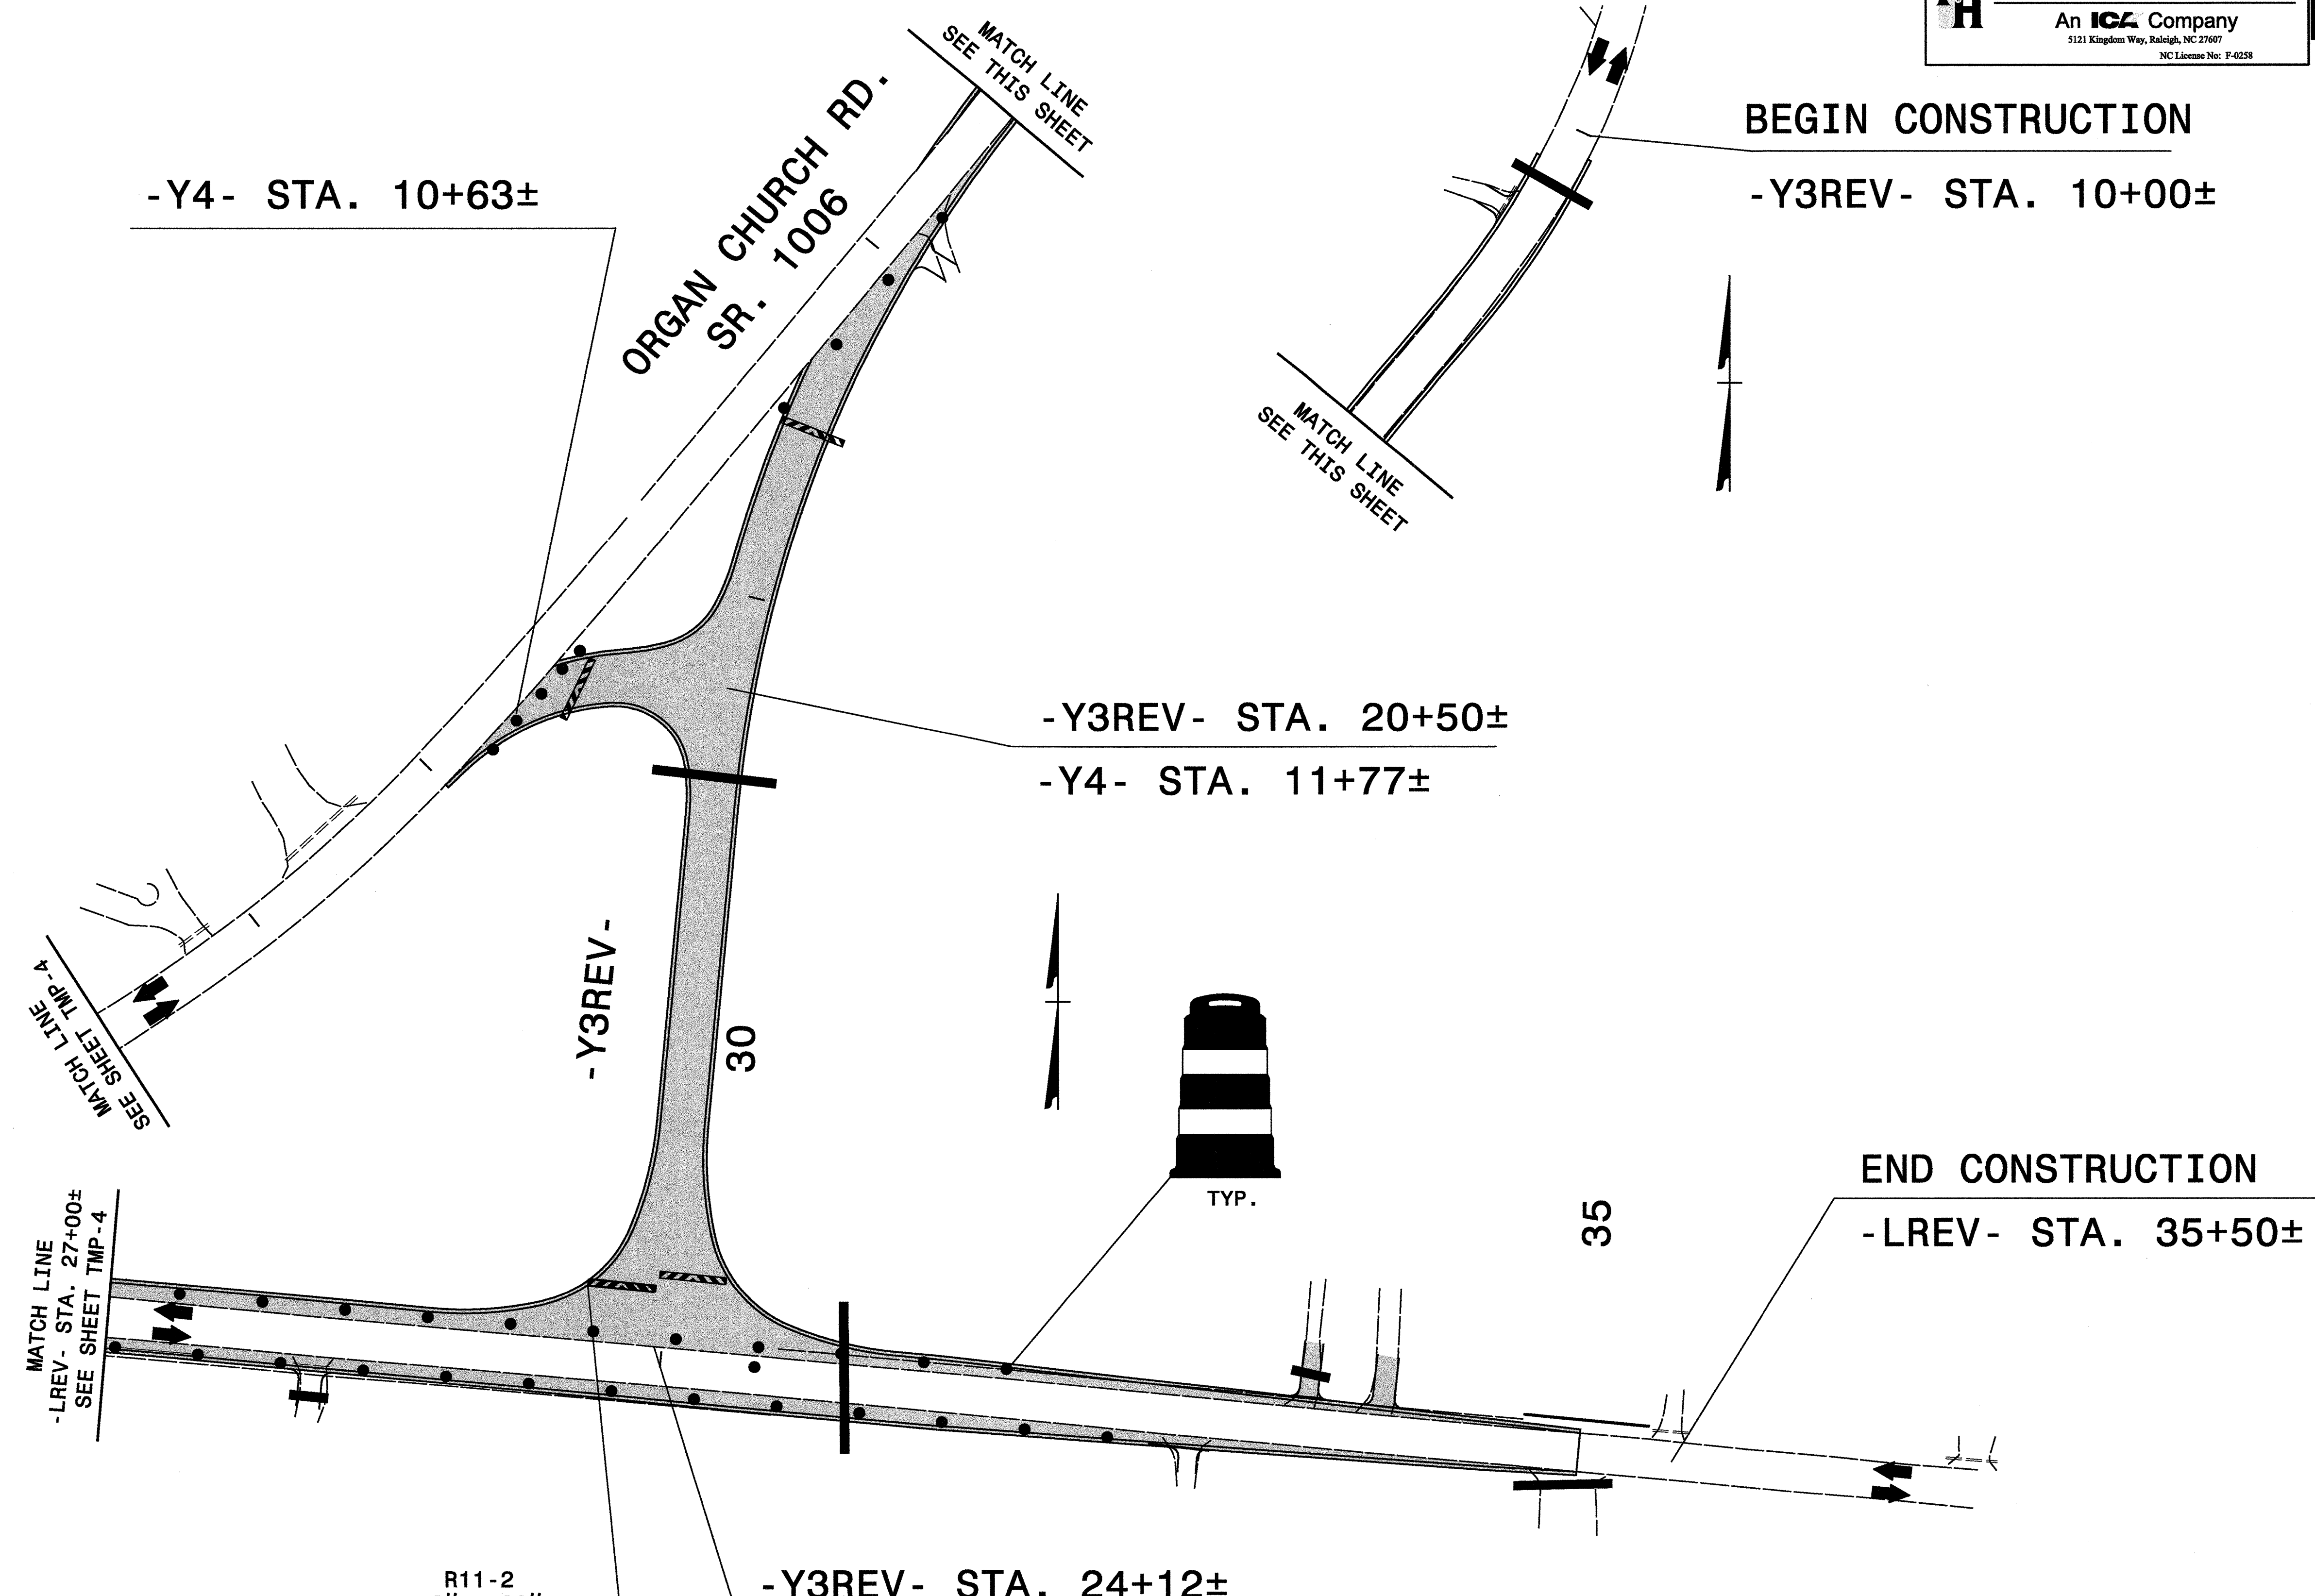 An ICA Company
5121 Kingdom Way, Raleigh, NC 27607
NC License No: F-0258
MATCH LINE
SEE THIS SHEET
BEGIN CONSTRUCTION
-Y3REV- STA. 10+00±
-Y4- STA. 10+63±
ORGAN CHURCH RD.
SR. 1006
MATCH LINE
SEE THIS SHEET
-Y3REV- STA. 20+50±
-Y4- STA. 11+77±
-Y3REV-
30
MATCH LINE
SEE SHEET TMP-4
TYP.
35
END CONSTRUCTION
-LREV- STA. 35+50±
MATCH LINE
-LREV- STA. 27+00±
SEE SHEET TMP-4
R11-2
-Y3REV- STA. 24+12±